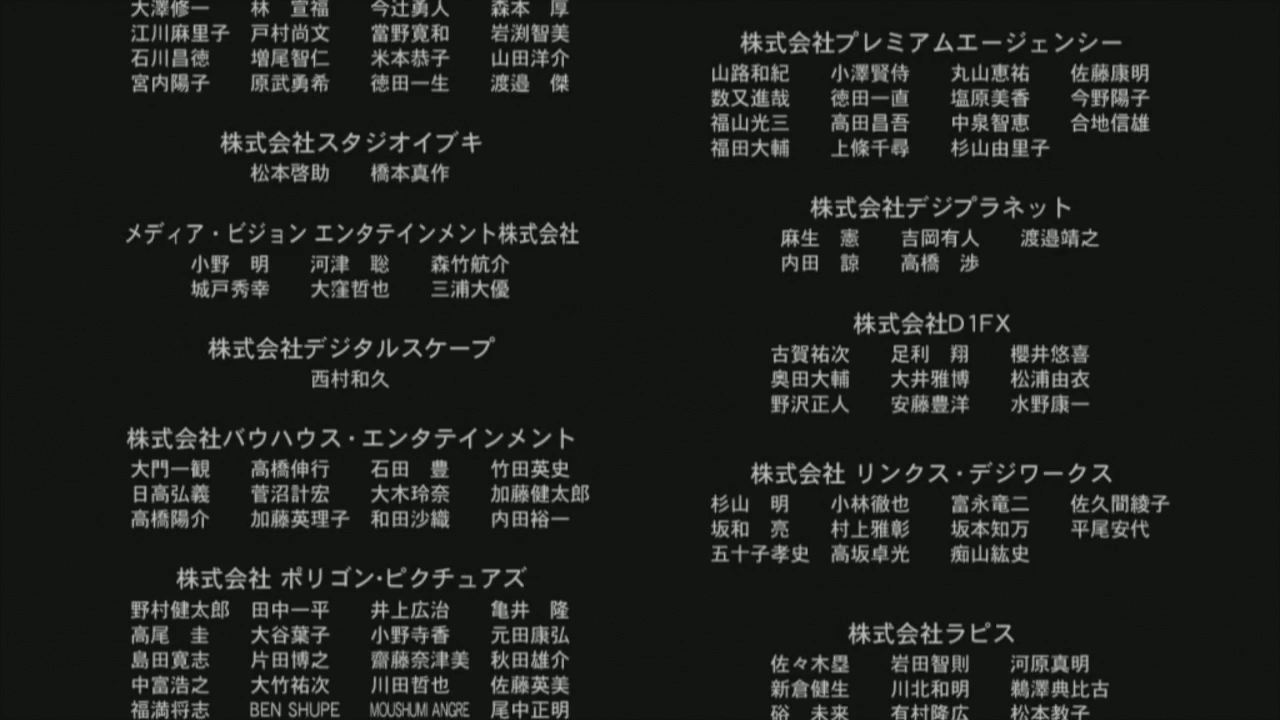 大澤修一 林 宣福 今辻勇人 森本 厚
江川麻里子 戸村尚文 當野寛和 岩渕智美
石川昌徳 増尾智仁 米本恭子 山田洋介
宮内陽子 原武勇希 徳田一生 渡邉 傑
株式会社スタジオイブキ
松本啓助 橋本真作
メディア・ビジョン エンタテインメント株式会社
小野 明 河津 聡 森竹航介
城戸秀幸 大窪哲也 三浦大優
株式会社デジタルスケープ
西村和久
株式会社バウハウス・エンタテインメント
大門一観 高橋伸行 石田 豊 竹田英史
日高弘義 菅沼計宏 大木玲奈 加藤健太郎
高橋陽介 加藤英理子 和田沙織 内田裕一
株式会社 ポリゴン・ピクチュアズ
野村健太郎 田中一平 井上広治 亀井 隆
高尾 圭 大谷葉子 小野寺香 元田康弘
島田寛志 片田博之 齋藤奈津美 秋田雄介
中富浩之 大竹祐次 川田哲也 佐藤英美
福満将志 BEN SHUPE MOUSHUMI ANGRE 尾中正明
株式会社プレミアムエージェンシー
山路和紀 小澤賢侍 丸山恵祐 佐藤康明
数又進哉 徳田一直 塩原美香 今野陽子
福山光三 高田昌吾 中泉智恵 合地信雄
福田大輔 上條千尋 杉山由里子
株式会社デジプラネット
麻生 憲 吉岡有人 渡邉靖之
内田 諒 高橋 渉
株式会社D1FX
古賀祐次 足利 翔 櫻井悠喜
奥田大輔 大井雅博 松浦由衣
野沢正人 安藤豊洋 水野康一
株式会社 リンクス・デジワークス
杉山 明 小林徹也 富永竜二 佐久間綾子
坂和 亮 村上雅彰 坂本知万 平尾安代
五十子孝史 高坂卓光 痴山紘史
株式会社ラピス
佐々木塁 岩田智則 河原真明
新倉健生 川北和明 鵜澤典比古
硲 未来 有村隆広 松本教子